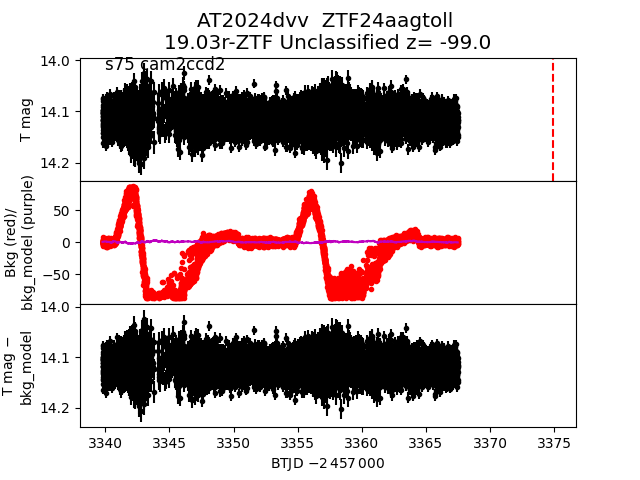 AT2024dvv  ZTF24aagtoll
19.03r-ZTF Unclassified z= -99.0
s75 cam2ccd2
14.0
14.1
14.2
T mag
50
0
−50
Bkg (red)/
bkg_model (purple)
14.0
14.1
14.2
T mag −
bkg_model
3340 3345 3350 3355 3360 3365 3370 3375
BTJD −2 457 000